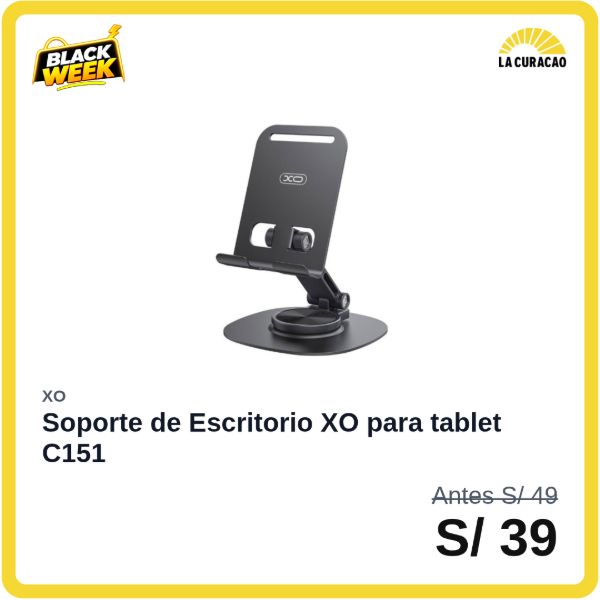 BLACK
WEEK
LA CURACAO
XO
XO
Soporte de Escritorio XO para tablet
C151
Antes S/ 49
S/ 39